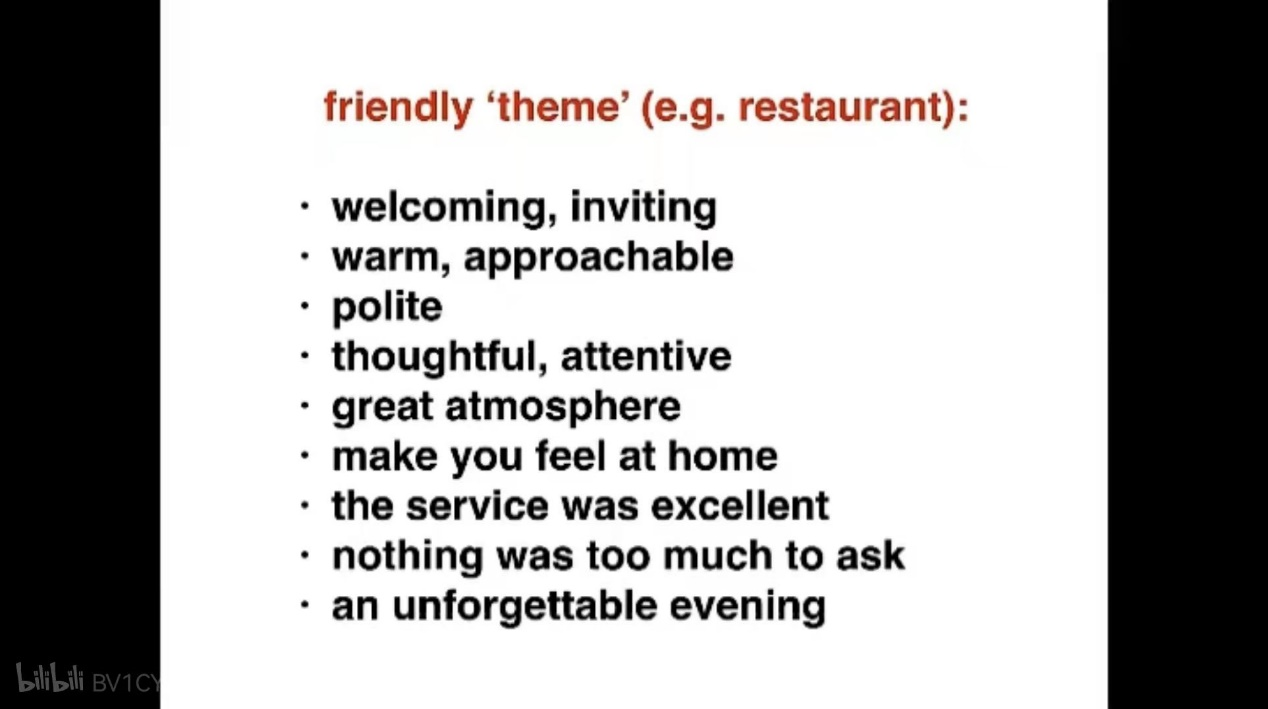 friendly ‘theme’ (e.g. restaurant):
· welcoming, inviting
· warm, approachable
· polite
· thoughtful, attentive
· great atmosphere
· make you feel at home
· the service was excellent
· nothing was too much to ask
· an unforgettable evening
bilibili BV1CY